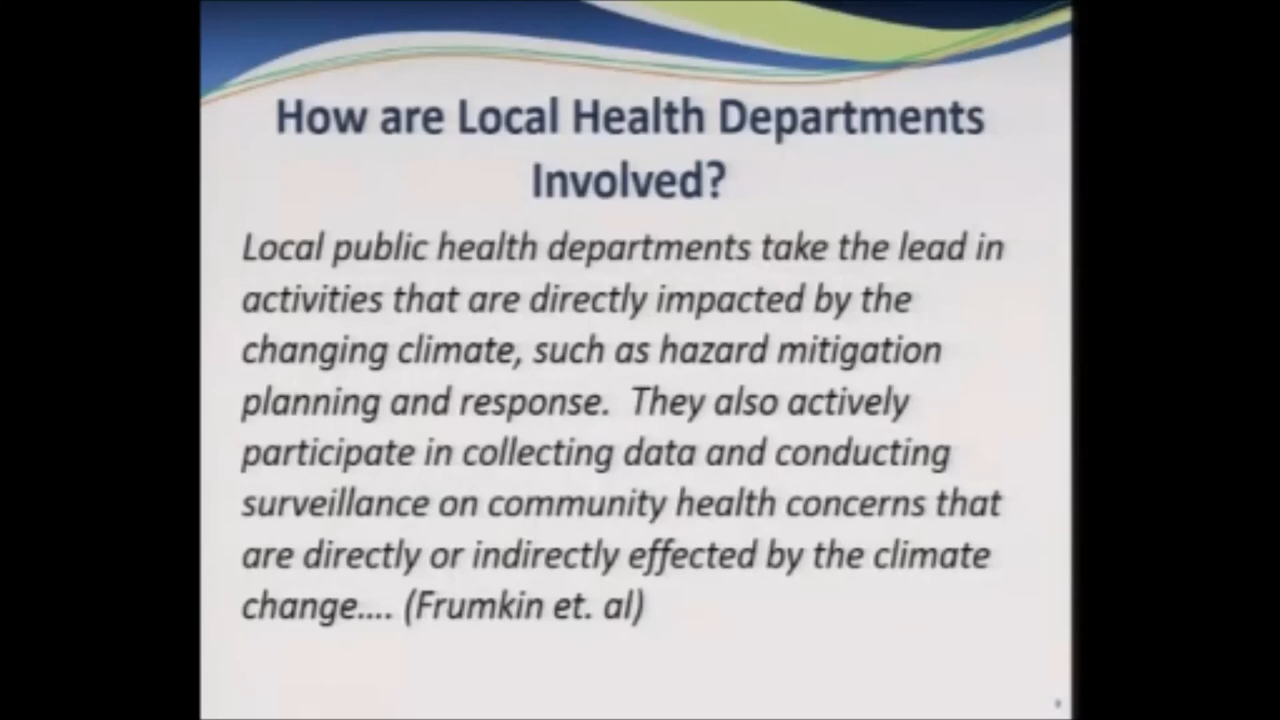 How are Local Health Departments
Involved?
Local public health departments take the lead in
activities that are directly impacted by the
changing climate, such as hazard mitigation
planning and response.  They also actively
participate in collecting data and conducting
surveillance on community health concerns that
are directly or indirectly effected by the climate
change.... (Frumkin et. al)